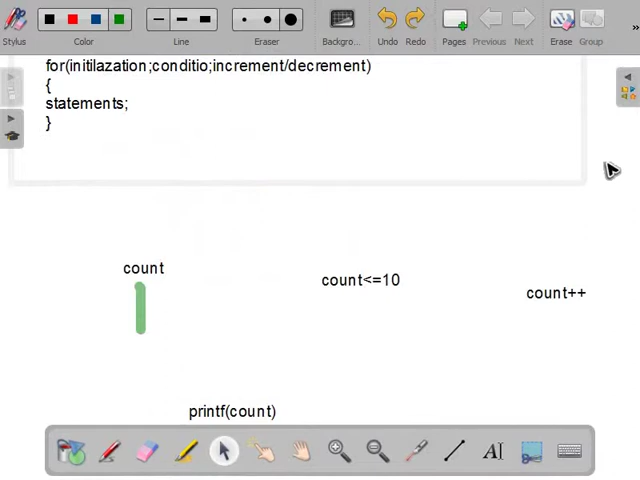 Stylus
Color
Line
Eraser
Backgro...
Undo
Redo
Pages
Previous
Next
Erase
Group
for(initilazation;conditio;increment/decrement)
{
statements;
}
count
count<=10
count++
printf(count)